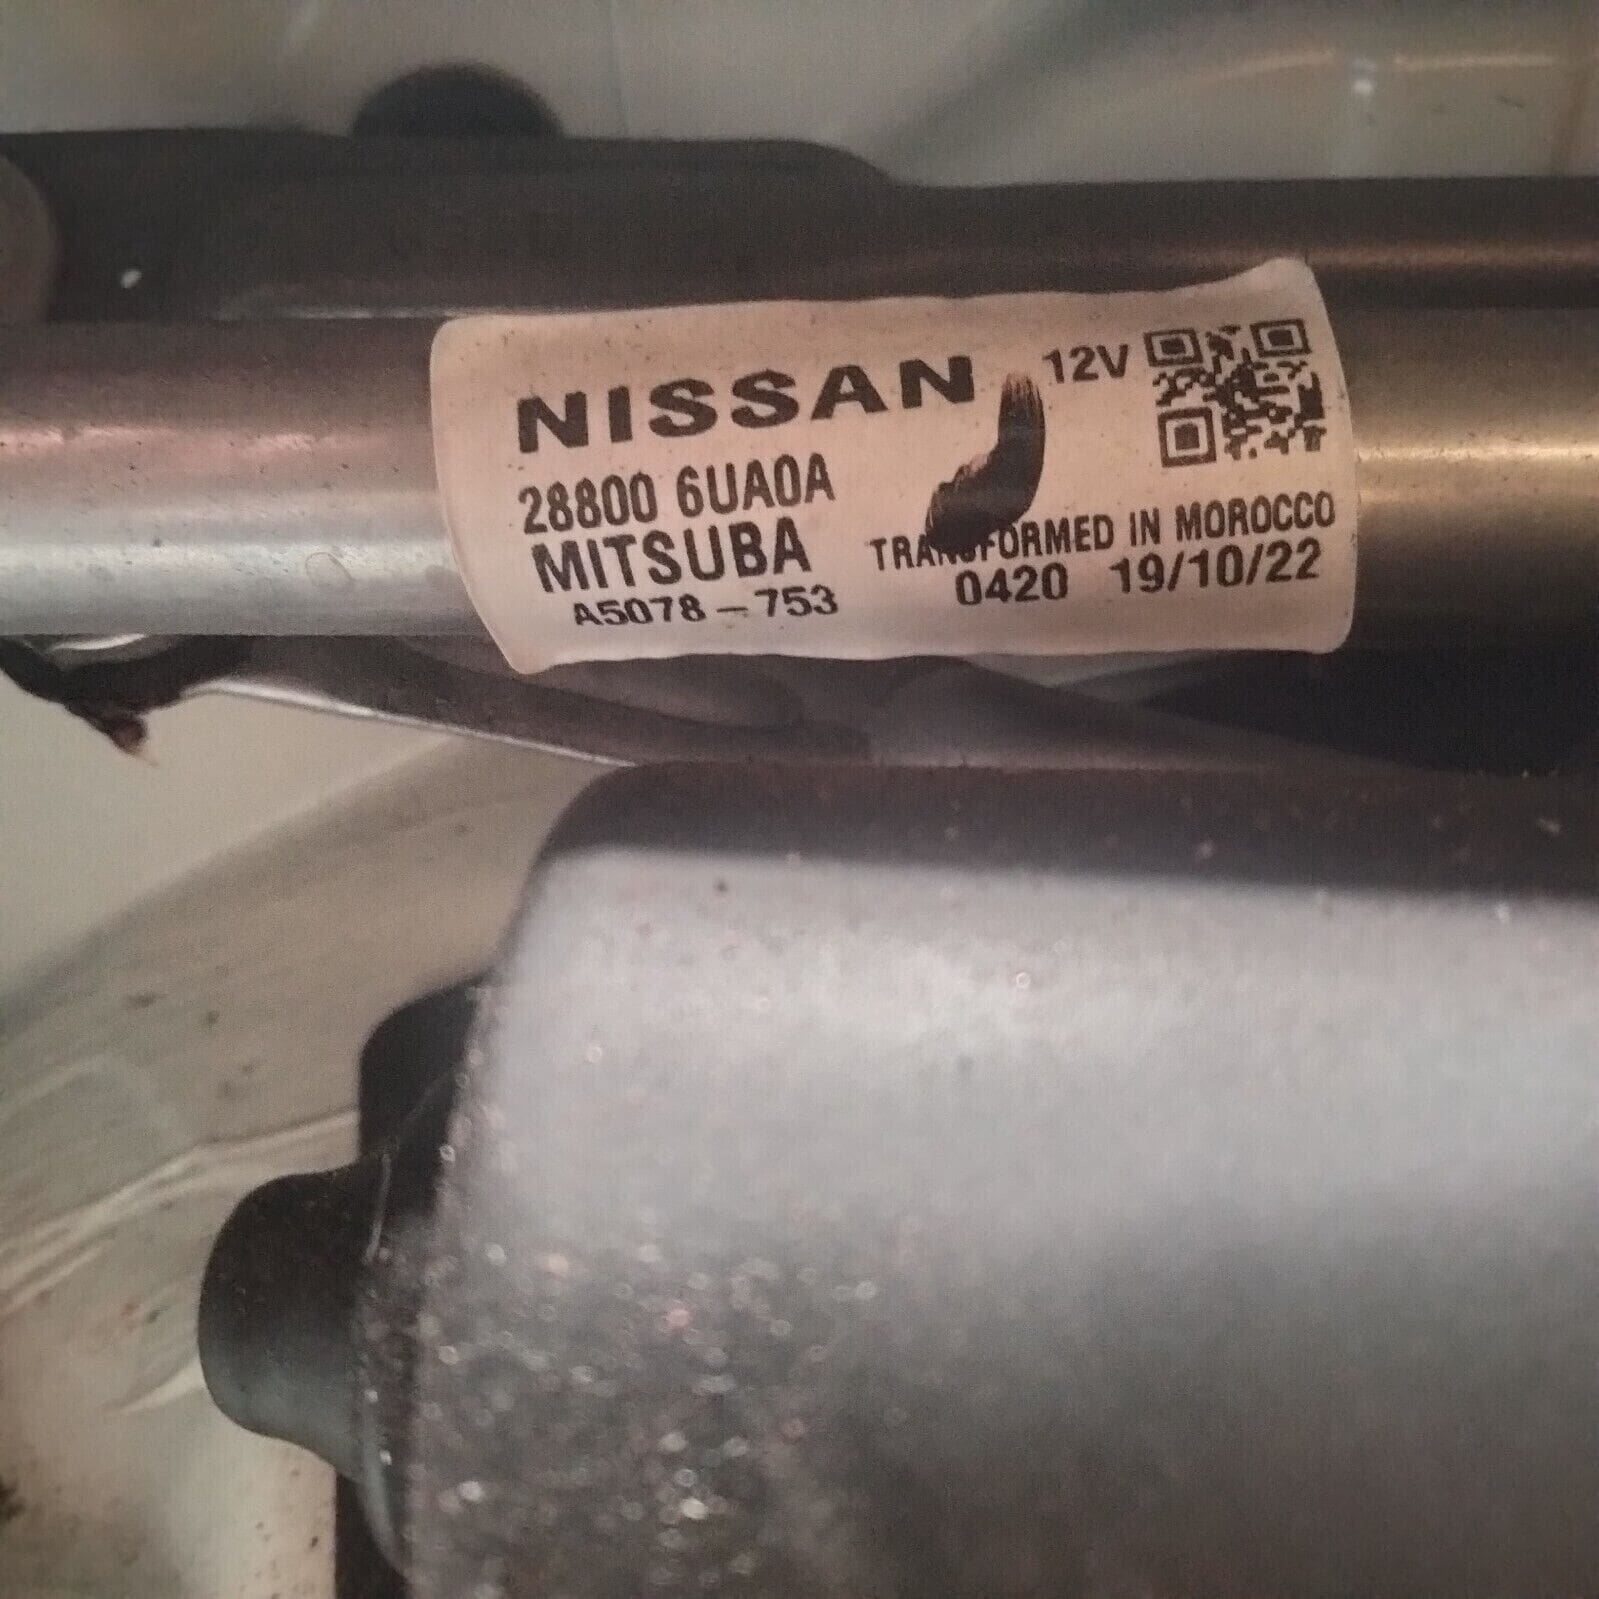 NISSAN 12V
28800 6UA0A
MITSUBA TRANSFORMED IN MOROCCO
A5078-753 0420 19/10/22